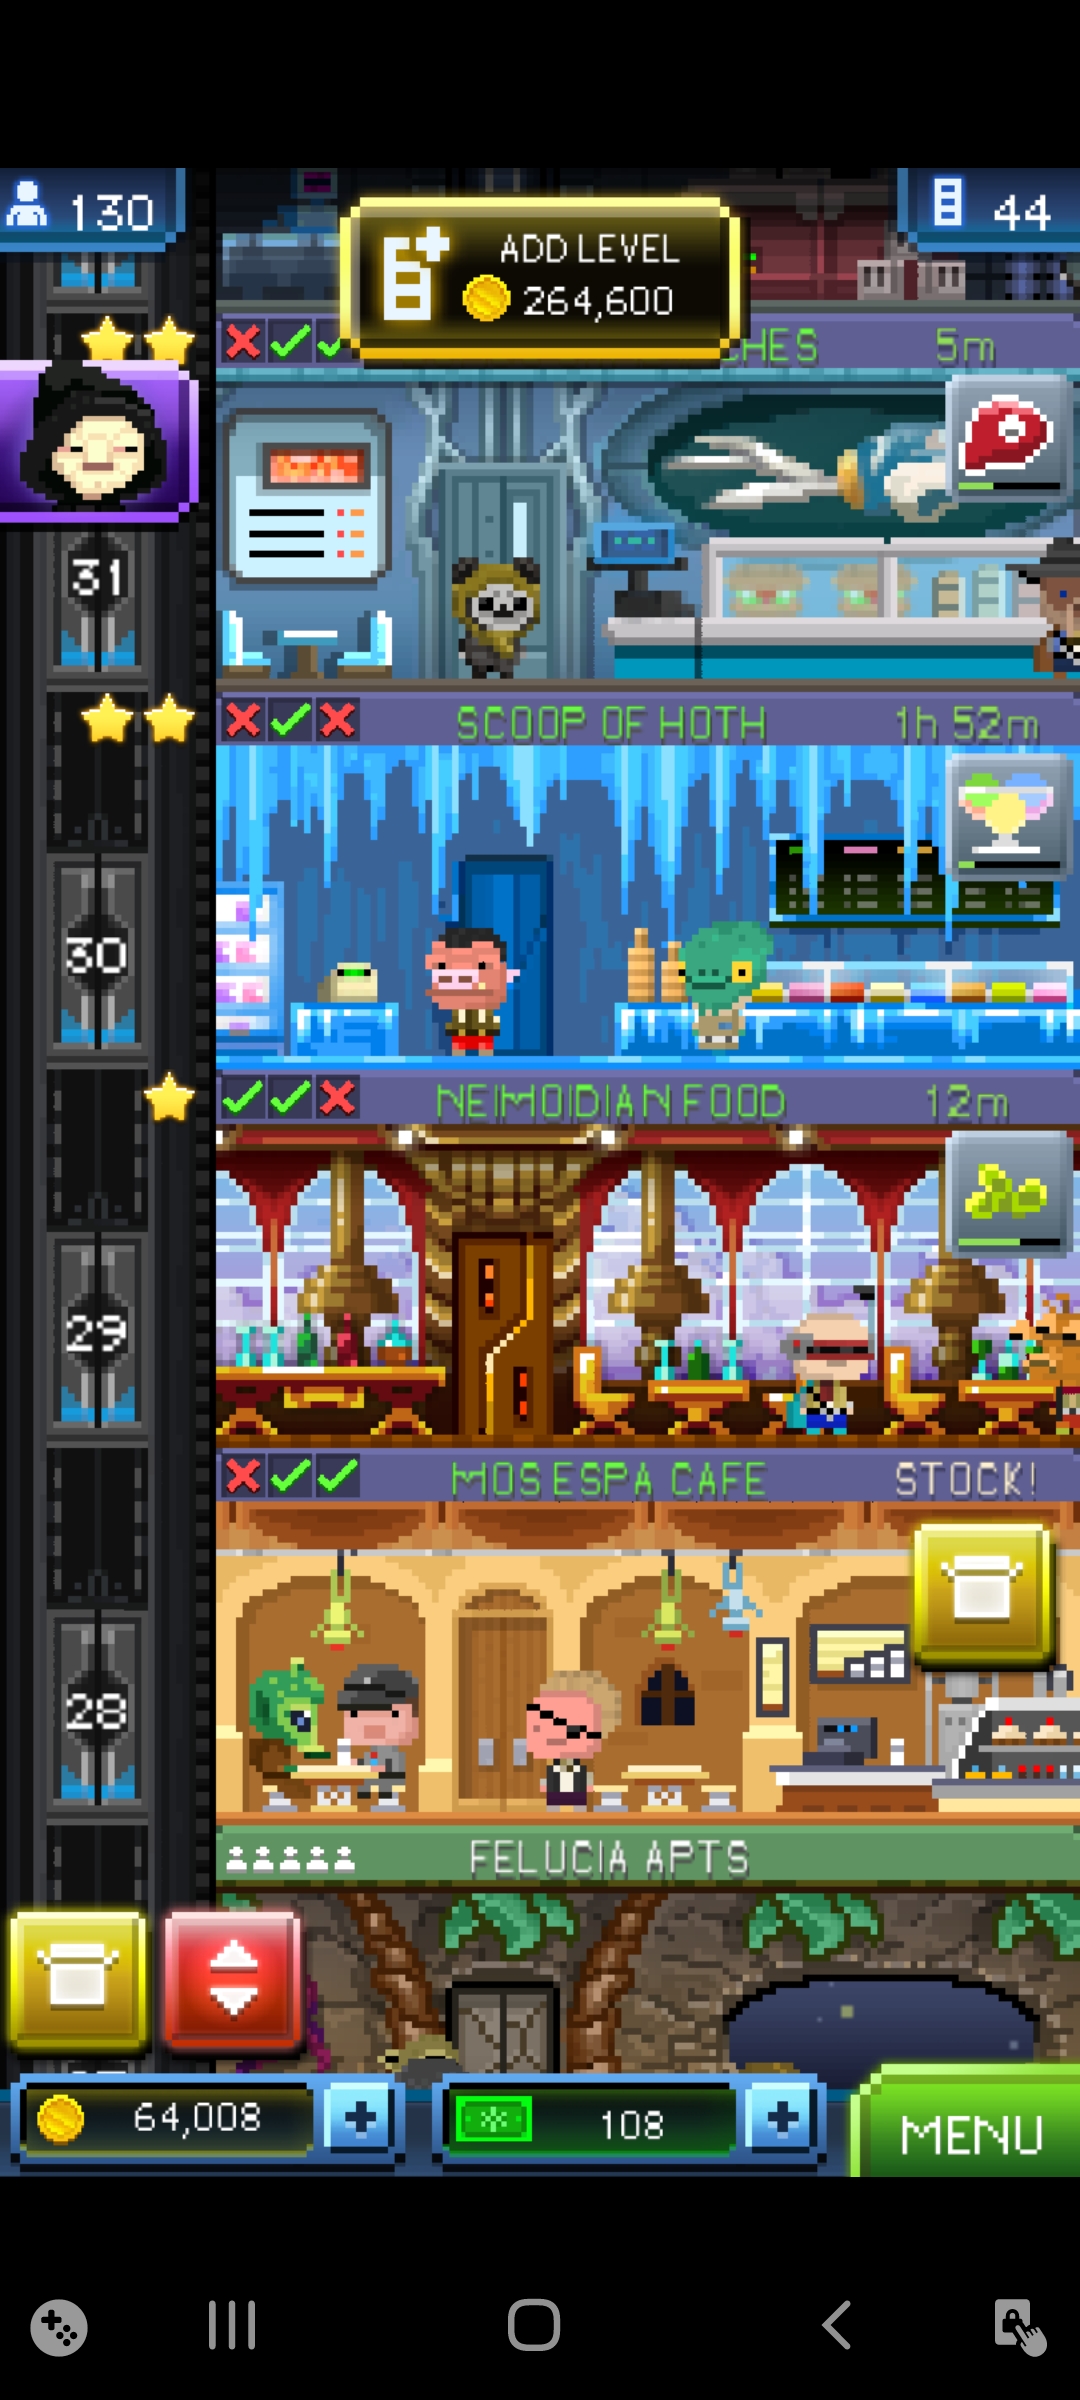 130
ADD LEVEL
264,600
44
CHES 5m
31
SCOOP OF HOTH 1h 52m
30
NEIMOIDIAN FOOD 12m
29
MOS ESPA CAFE STOCK!
28
FELUCIA APTS
64,008
108
MENU